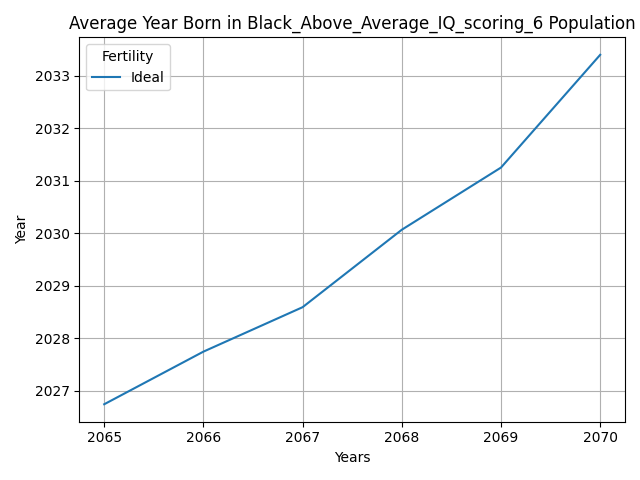 Average Year Born in Black_Above_Average_IQ_scoring_6 Population
Fertility
Ideal
2033
2032
2031
2030
2029
2028
2027
Year
2065 2066 2067 2068 2069 2070
Years